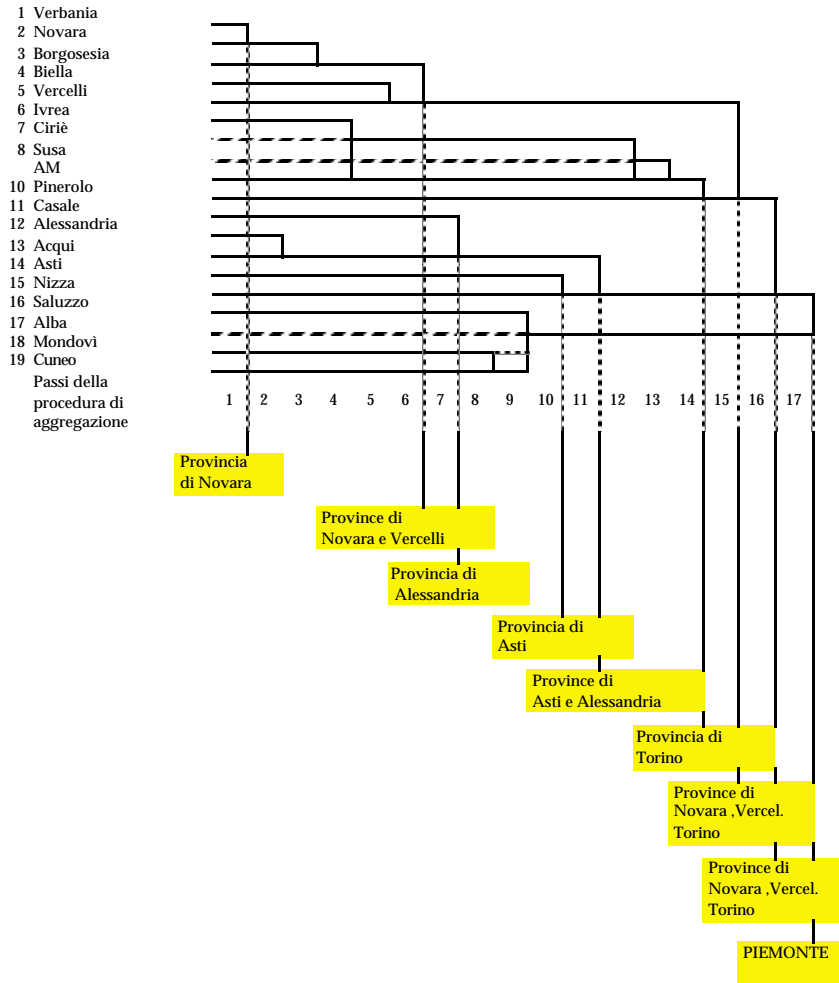 1 Verbania
2 Novara
3 Borgosesia
4 Biella
5 Vercelli
6 Ivrea
7 Ciriè
8 Susa
AM
10 Pinerolo
11 Casale
12 Alessandria
13 Acqui
14 Asti
15 Nizza
16 Saluzzo
17 Alba
18 Mondovì
19 Cuneo
Passi della
procedura di
aggregazione
1 2 3 4 5 6 7 8 9 10 11 12 13 14 15 16 17
Provincia
di Novara
Province di
Novara e Vercelli
Provincia di
Alessandria
Provincia di
Asti
Province di
Asti e Alessandria
Provincia di
Torino
Province di
Novara ,Vercel.
Torino
Province di
Novara ,Vercel.
Torino
PIEMONTE